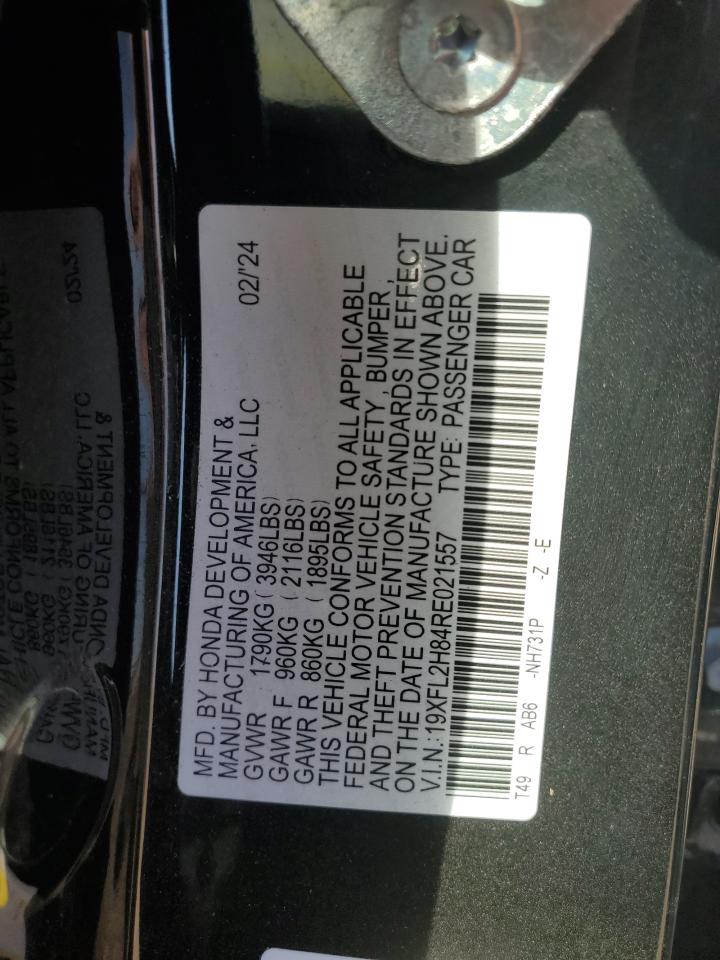 MFD. BY HONDA DEVELOPMENT &
MANUFACTURING OF AMERICA, LLC 02/'24
GVWR 1790KG ( 3946LBS)
GAWR F 960KG ( 2116LBS)
GAWR R 860KG ( 1895LBS)
THIS VEHICLE CONFORMS TO ALL APPLICABLE
FEDERAL MOTOR VEHICLE SAFETY , BUMPER ,
AND THEFT PREVENTION STANDARDS IN EFFECT
ON THE DATE OF MANUFACTURE SHOWN ABOVE.
V.I.N.:19XFL2H84RE021557 TYPE: PASSENGER CAR
T49 R AB6 -NH731P -Z -E